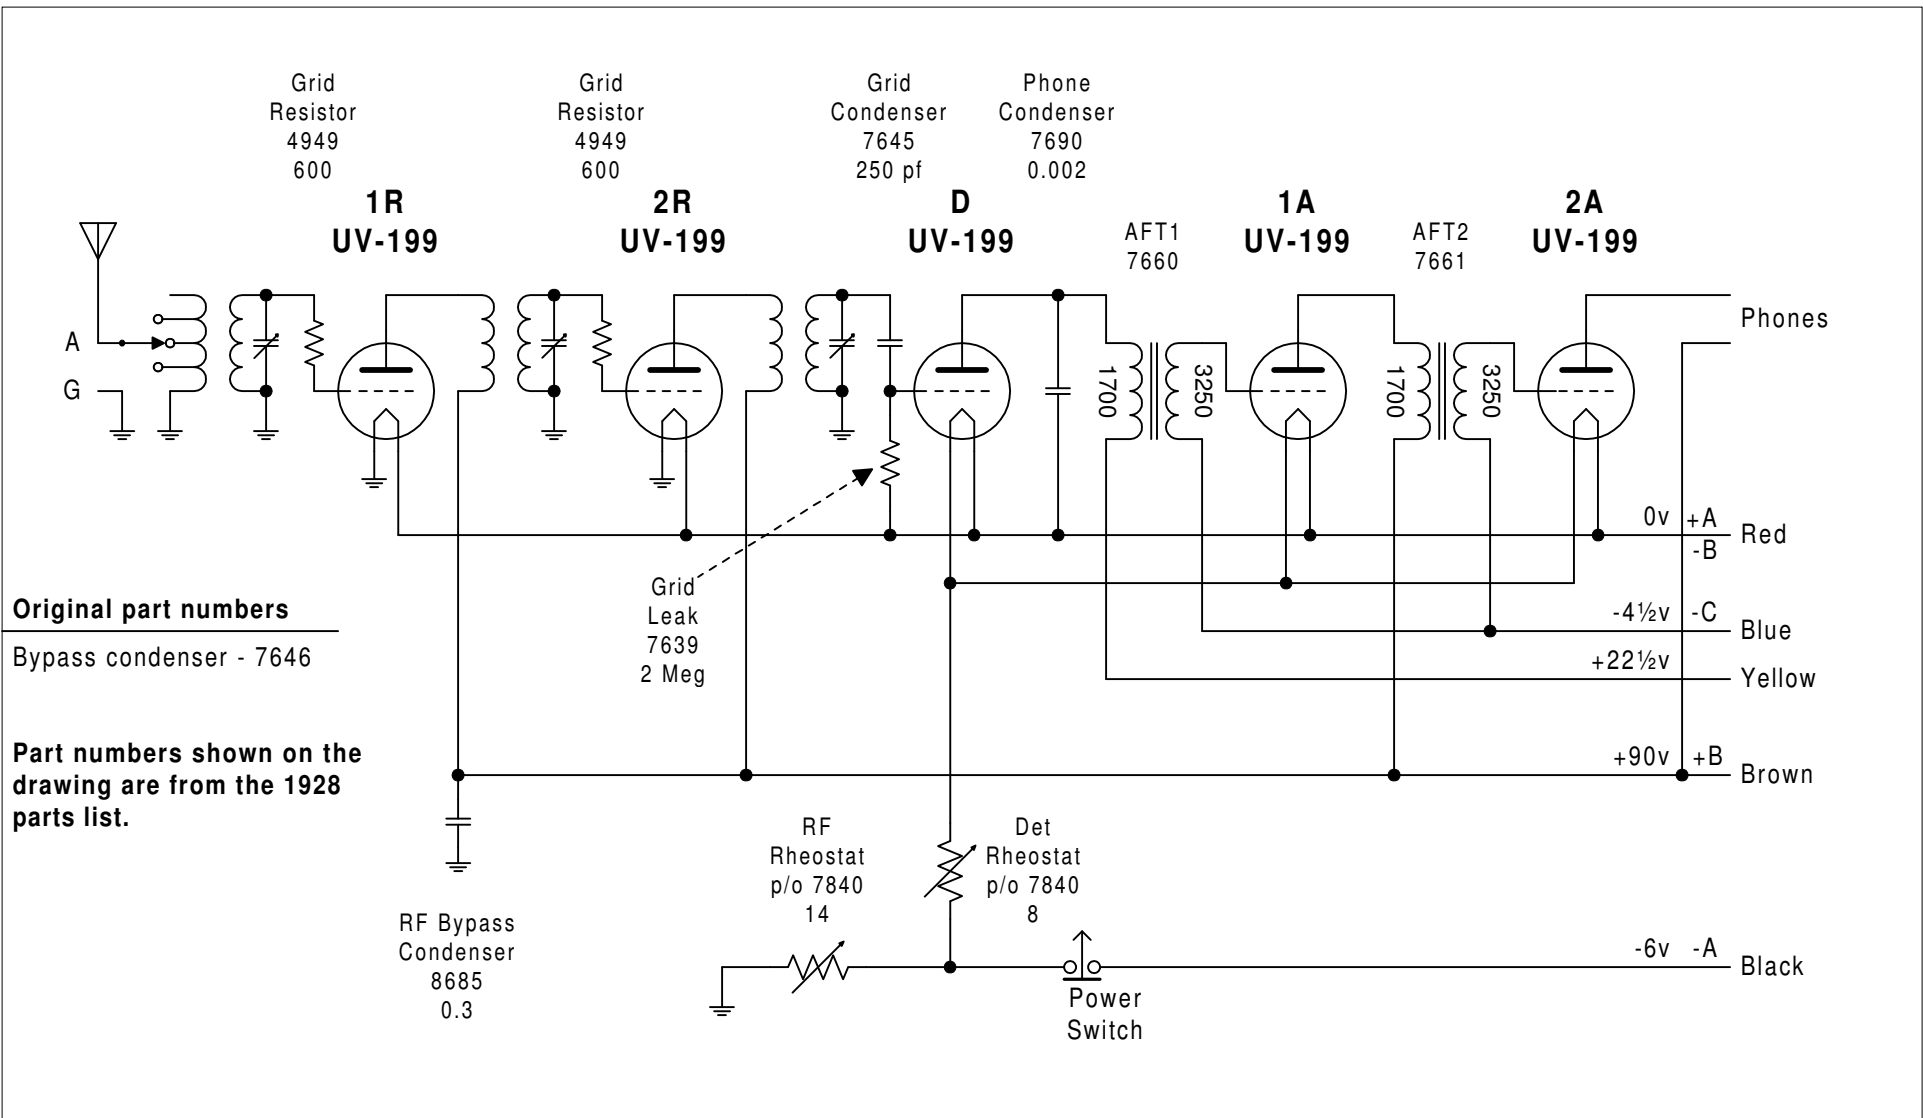 Grid
Resistor
4949
600
Grid
Resistor
4949
600
Grid
Condenser
7645
250 pf
Phone
Condenser
7690
0.002
1R
UV-199
2R
UV-199
D
UV-199
AFT1
7660
1A
UV-199
AFT2
7661
2A
UV-199
A
G
1700
3250
1700
3250
Phones
0v +A
-B
Red
-4½v -C
Blue
+22½v
Yellow
+90v +B
Brown
-6v -A
Black
Grid
Leak
7639
2 Meg
Original part numbers
Bypass condenser - 7646
Part numbers shown on the
drawing are from the 1928
parts list.
RF
Rheostat
p/o 7840
14
Det
Rheostat
p/o 7840
8
RF Bypass
Condenser
8685
0.3
Power
Switch